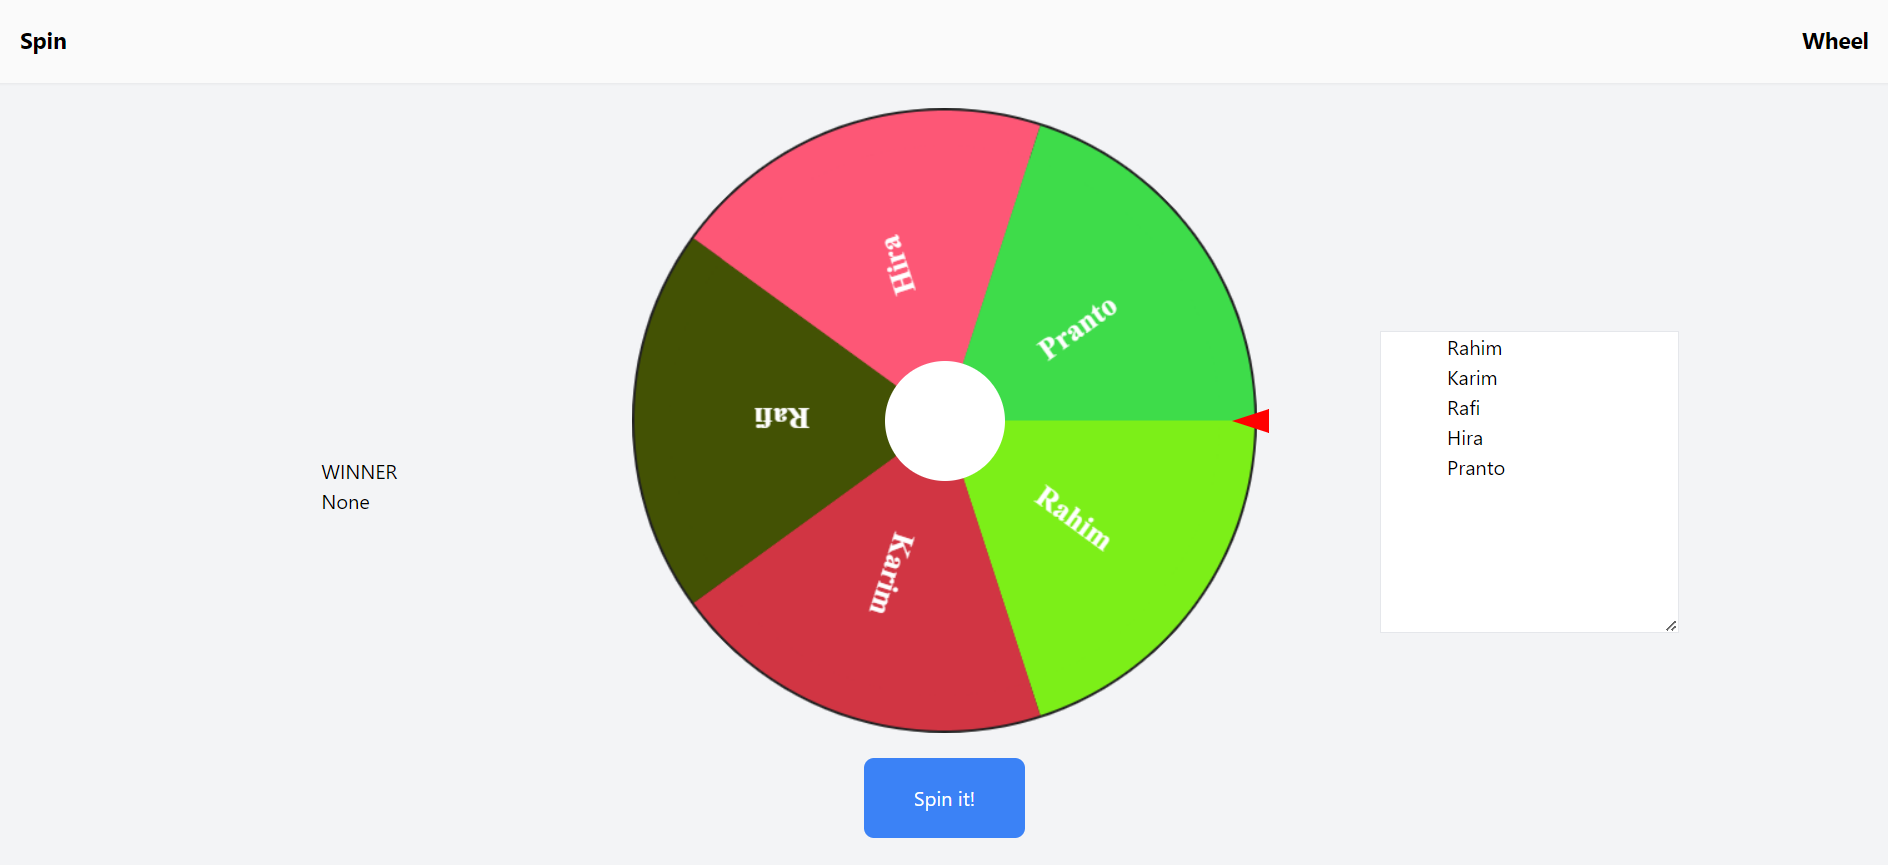 Spin
Wheel
Hira
Pranto
Rafi
Rahim
Karim
WINNER
None
Rahim
Karim
Rafi
Hira
Pranto
Spin it!